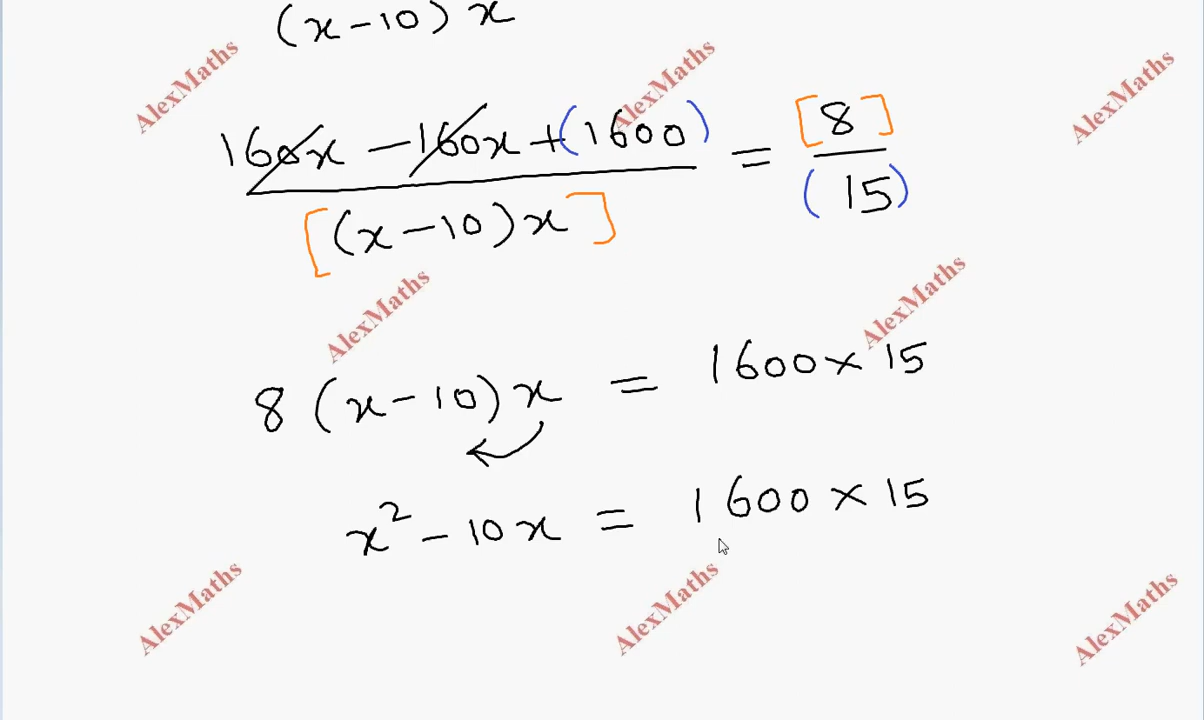 (x-10) x
160x - 160x + (1600) / [(x-10)x] = [8] / (15)
8 (x-10) x = 1600 × 15
x² - 10x = 1600 × 15
AlexMaths
AlexMaths
AlexMaths
AlexMaths
AlexMaths
AlexMaths
AlexMaths
AlexMaths